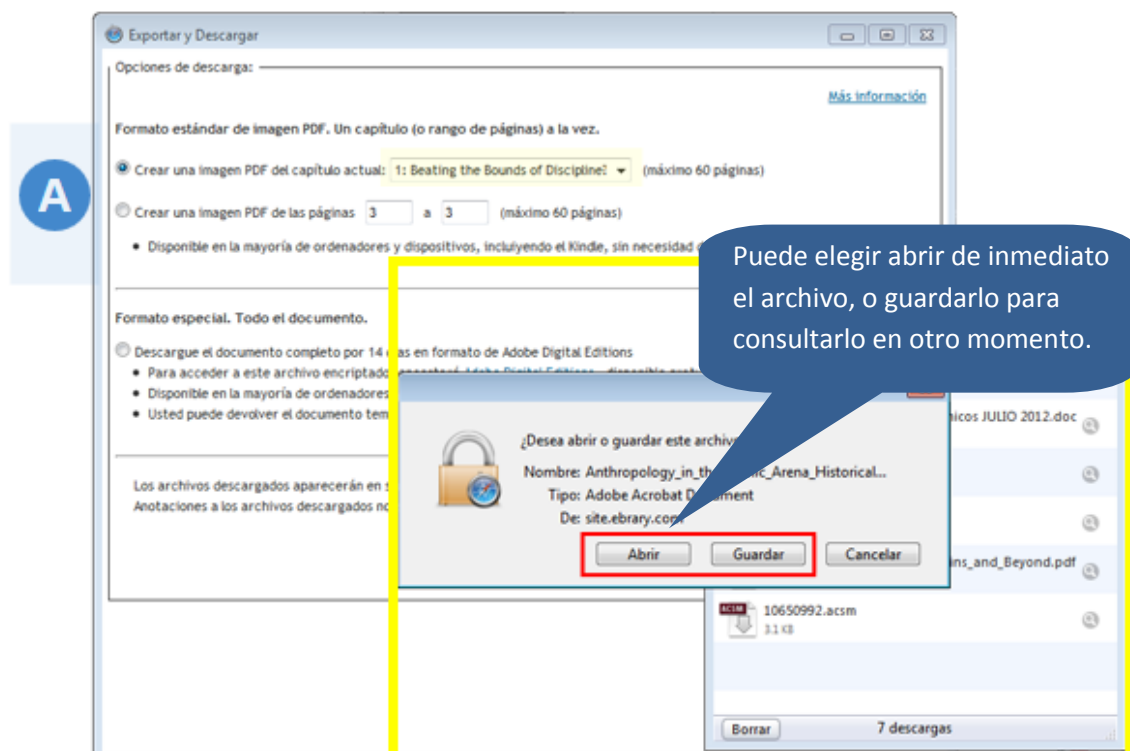 Exportar y Descargar
Opciones de descarga:
Más información
Formato estándar de imagen PDF. Un capítulo (o rango de páginas) a la vez.
A
Crear una imagen PDF del capítulo actual: 1: Beating the Bounds of Discipline? (máximo 60 páginas)
Crear una imagen PDF de las páginas 3 a 3 (máximo 60 páginas)
Disponible en la mayoría de ordenadores y dispositivos, incluiyendo el Kindle, sin necesidad
Puede elegir abrir de inmediato
el archivo, o guardarlo para
consultarlo en otro momento.
Formato especial. Todo el documento.
Descargue el documento completo por 14 as en formato de Adobe Digital Editions
Para acceder a este archivo encriptado
Disponible en la mayoría de ordenadores
Usted puede devolver el documento tem
Los archivos descargados aparecerán en s
Anotaciones a los archivos descargados no
¿Desea abrir o guardar este archivo
Nombre: Anthropology_in_th c_Arena_Historical...
Tipo: Adobe Acrobat D ment
De: site.ebrary.com
Abrir Guardar Cancelar
icos JULIO 2012.doc
ins_and_Beyond.pdf
ACSM 10650992.acsm
3.1 KB
Borrar 7 descargas